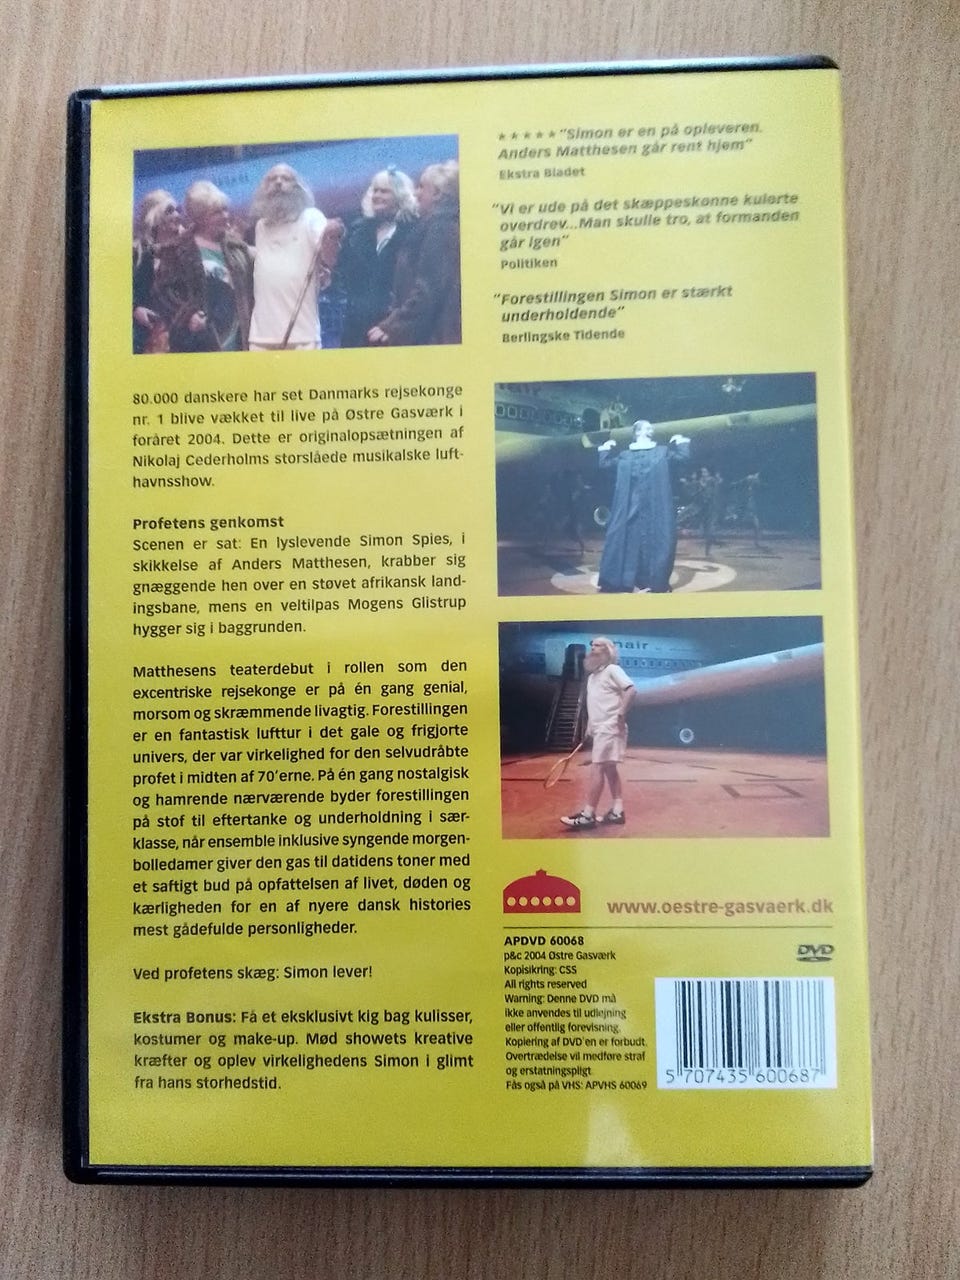 ★★★★★ "Simon er en på opleveren.
Anders Matthesen går rent hjem"
Ekstra Bladet
"Vi er ude på det skæppeskønne kulørte
overdrev...Man skulle tro, at formanden
går igen"
Politiken
"Forestillingen Simon er stærkt
underholdende"
Berlingske Tidende
80.000 danskere har set Danmarks rejsekonge
nr. 1 blive vækket til live på Østre Gasværk i
foråret 2004. Dette er originalopsætningen af
Nikolaj Cederholms storslåede musikalske luft-
havnsshow.
Profetens genkomst
Scenen er sat: En lyslevende Simon Spies, i
skikkelse af Anders Matthesen, krabber sig
gnæggende hen over en støvet afrikansk land-
ingsbane, mens en veltilpas Mogens Glistrup
hygger sig i baggrunden.
Matthesens teaterdebut i rollen som den
excentriske rejsekonge er på én gang genial,
morsom og skræmmende livagtig. Forestillingen
er en fantastisk lufttur i det gale og frigjorte
univers, der var virkelighed for den selvudråbte
profet i midten af 70'erne. På én gang nostalgisk
og hamrende nærværende byder forestillingen
på stof til eftertanke og underholdning i sær-
klasse, når ensemble inklusive syngende morgen-
bolledamer giver den gas til datidens toner med
et saftigt bud på opfattelsen af livet, døden og
kærligheden for en af nyere dansk histories
mest gådefulde personligheder.
Ved profetens skæg: Simon lever!
Ekstra Bonus: Få et eksklusivt kig bag kulisser,
kostumer og make-up. Mød showets kreative
kræfter og oplev virkelighedens Simon i glimt
fra hans storhedstid.
www.oestre-gasvaerk.dk
APDVD 60068
p&c 2004 Østre Gasværk
Kopisikring: CSS
All rights reserved
Warning: Denne DVD må
ikke anvendes til udlejning
eller offentlig forevisning.
Kopiering af DVD'en er forbudt.
Overtrædelse vil medføre straf
og erstatningspligt
Fås også på VHS: APVHS 60069
DVD
5 707435 600687